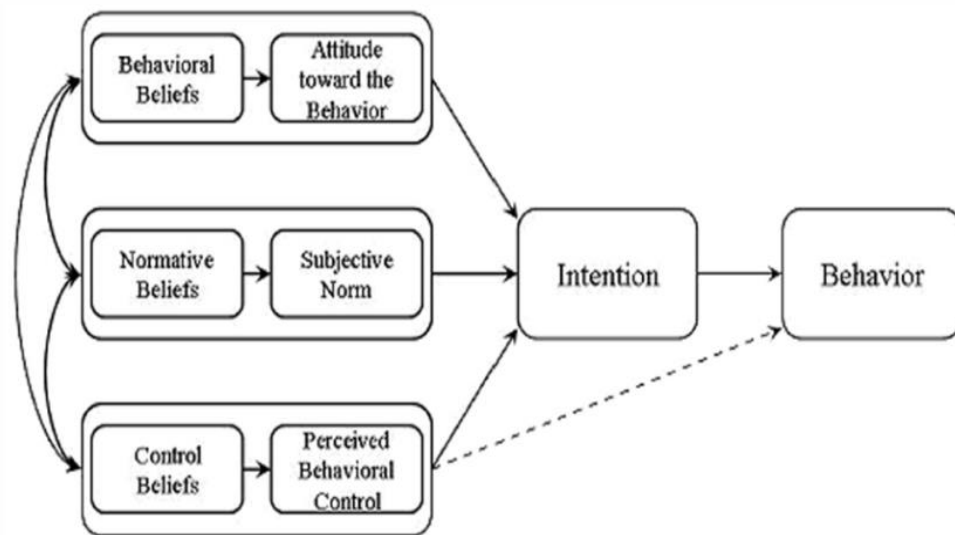 Behavioral
Beliefs
Attitude
toward the
Behavior
Normative
Beliefs
Subjective
Norm
Control
Beliefs
Perceived
Behavioral
Control
Intention
Behavior